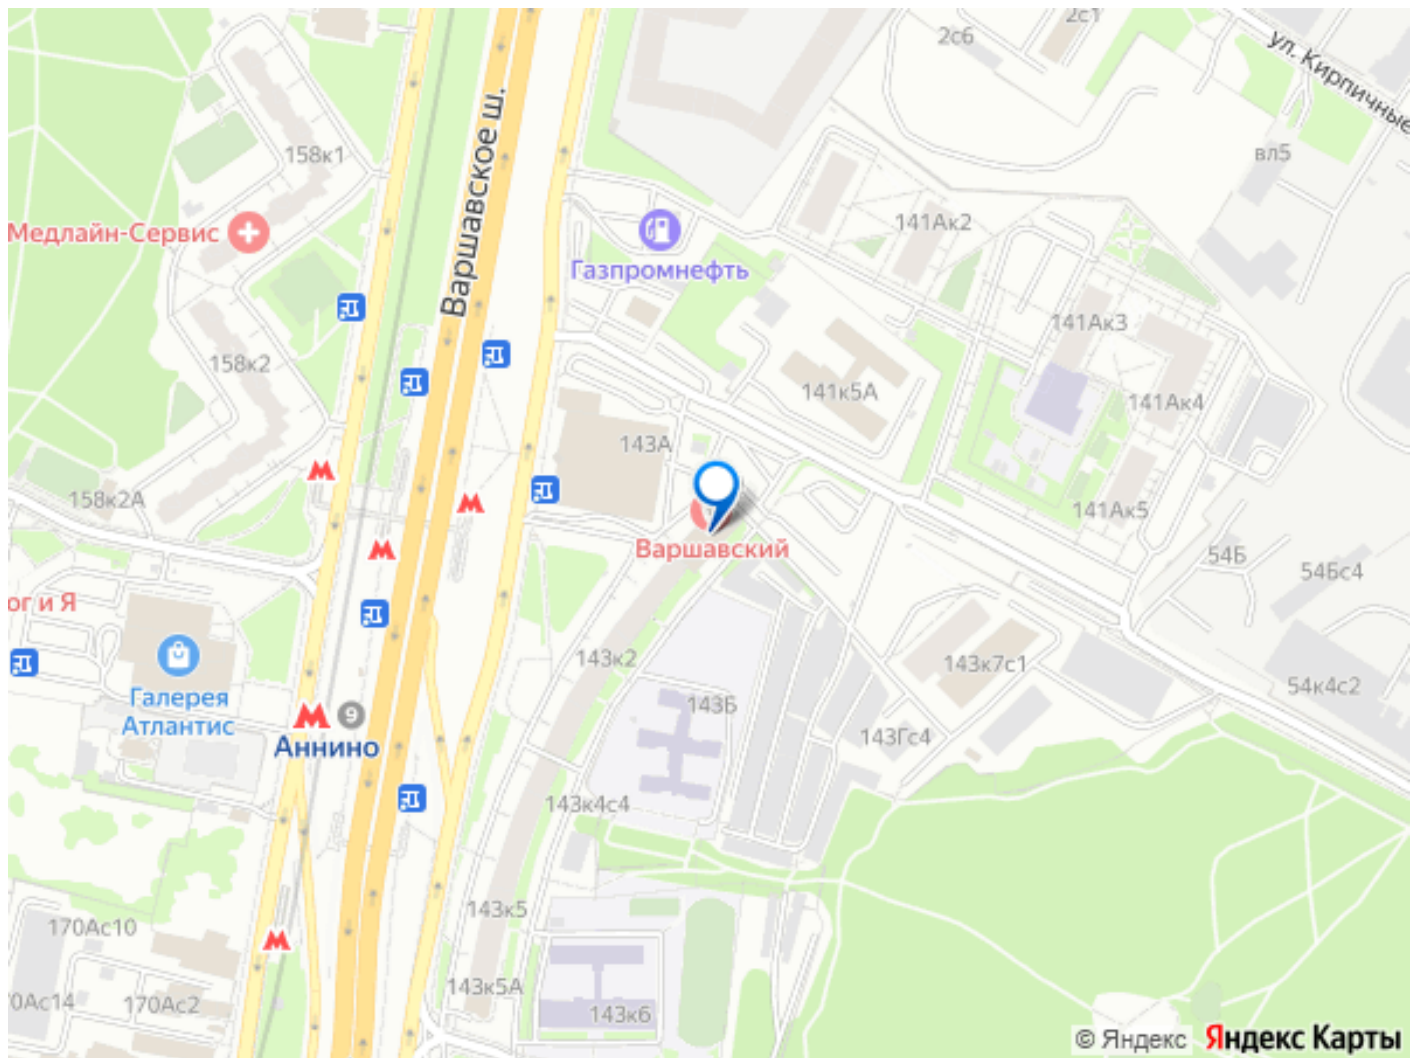 2с1
2с6
ул. Кирпичные
158к1
Варшавское ш.
вл5
Медлайн-Сервис
141Ак2
Газпромнефть
141Ак3
158к2
141к5А
141Ак4
143А
158к2А
141Ак5
Варшавский
54Б
54Бс4
ог и Я
143к2
143к7с1
54к4с2
Галерея
Атлантис
143Б
9
Аннино
143Гс4
143к4с4
143к5
170Ас10
143к5А
0Ас14
170Ас2
143к6
© Яндекс Яндекс Карты